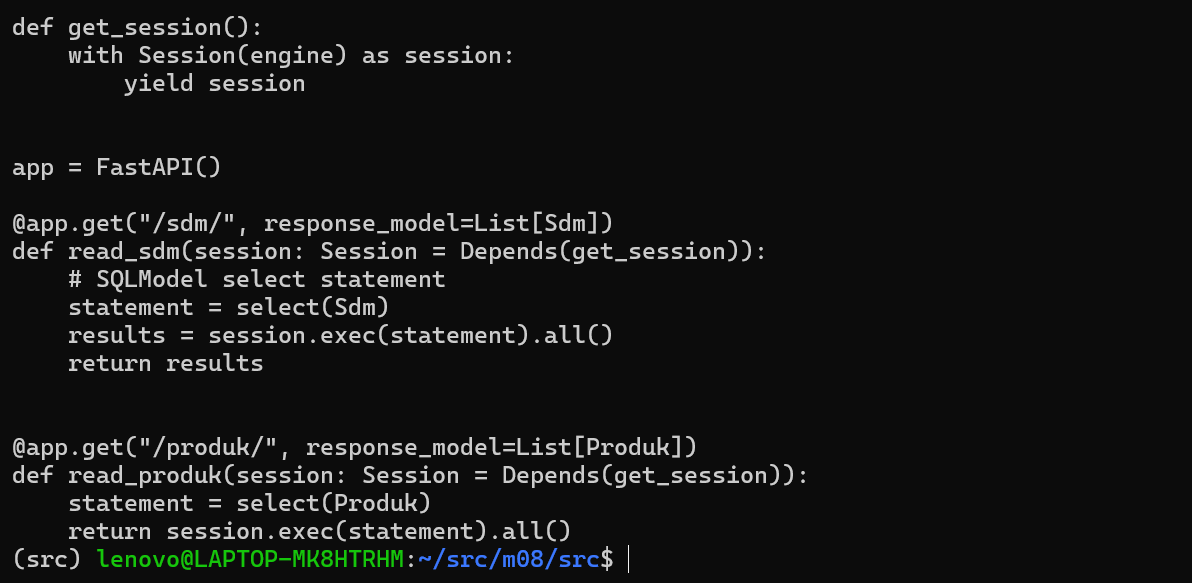 def get_session():
    with Session(engine) as session:
        yield session
app = FastAPI()
@app.get("/sdm/", response_model=List[Sdm])
def read_sdm(session: Session = Depends(get_session)):
    # SQLModel select statement
    statement = select(Sdm)
    results = session.exec(statement).all()
    return results
@app.get("/produk/", response_model=List[Produk])
def read_produk(session: Session = Depends(get_session)):
    statement = select(Produk)
    return session.exec(statement).all()
(src) lenovo@LAPTOP-MK8HTRHM:~/src/m08/src$